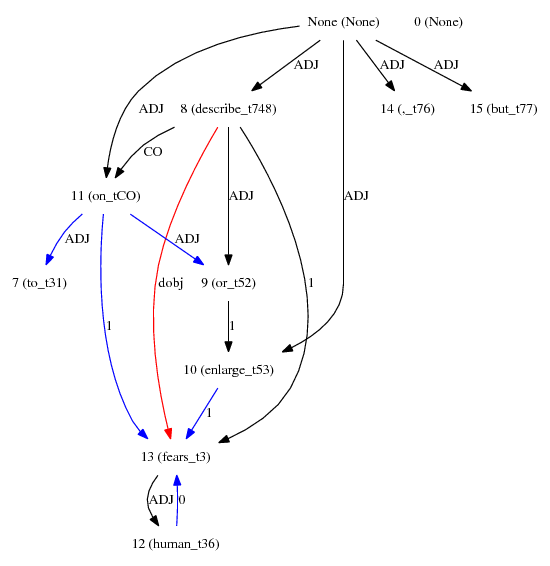 None (None) 0 (None)
ADJ ADJ ADJ
ADJ 8 (describe_t748) 14 (,_t76) 15 (but_t77)
CO
11 (on_tCO) ADJ ADJ
ADJ ADJ
7 (to_t31) dobj 9 (or_t52) 1
1 1
10 (enlarge_t53)
1
13 (fears_t3)
ADJ 0
12 (human_t36)